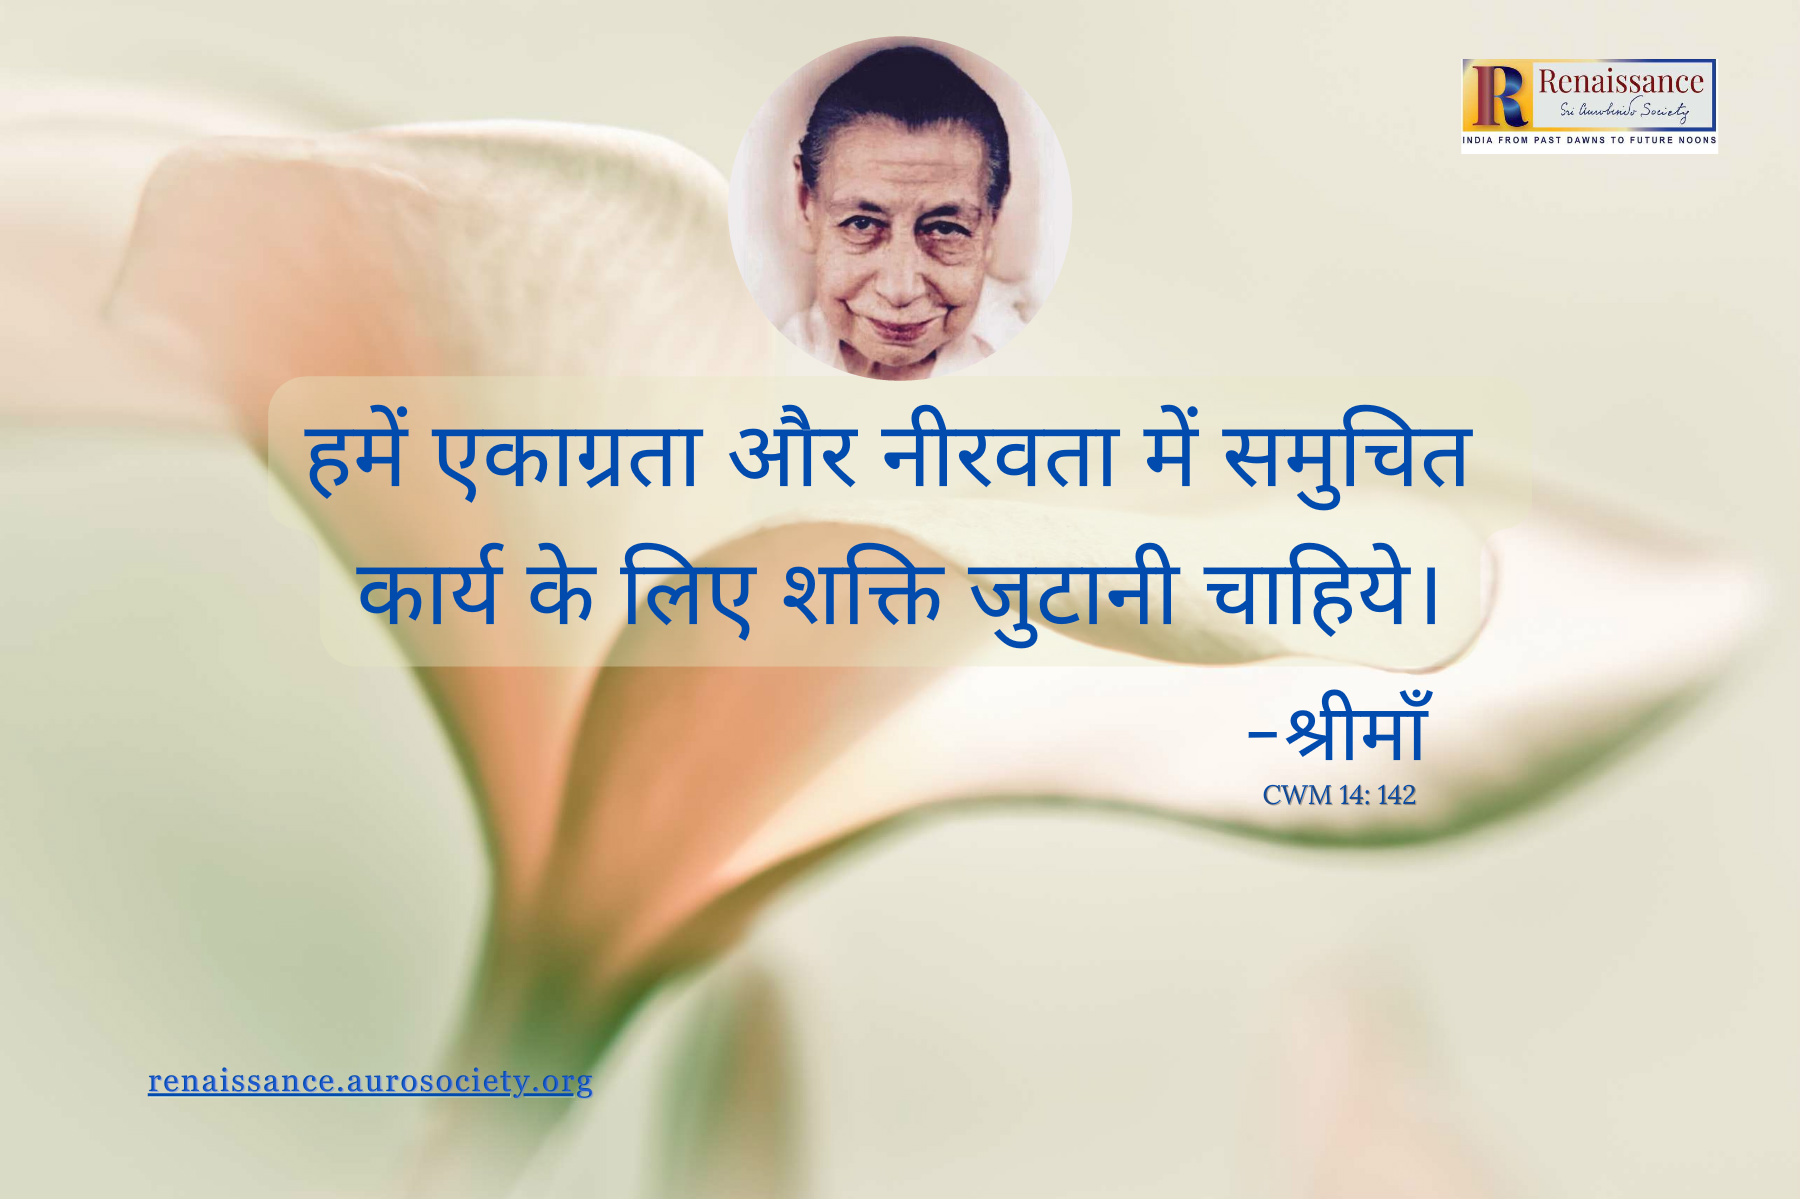 R Renaissance
Sri Aurobindo Society
INDIA FROM PAST DAWNS TO FUTURE NOONS
हमें एकाग्रता और नीरवता में समुचित
कार्य के लिए शक्ति जुटानी चाहिये।
-श्रीमाँ
CWM 14: 142
renaissance.aurosociety.org